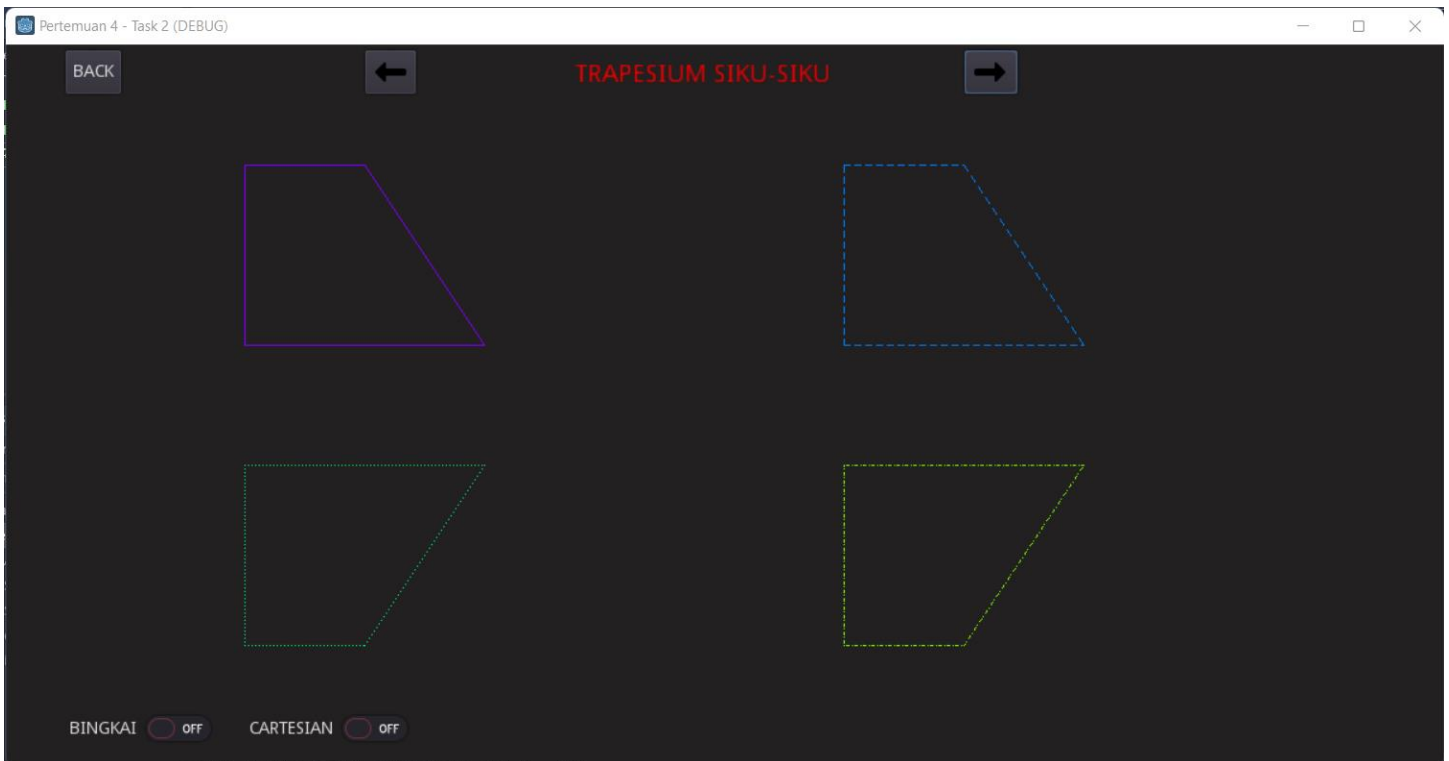 Pertemuan 4 - Task 2 (DEBUG)
BACK
TRAPESIUM SIKU-SIKU
BINGKAI OFF CARTESIAN OFF